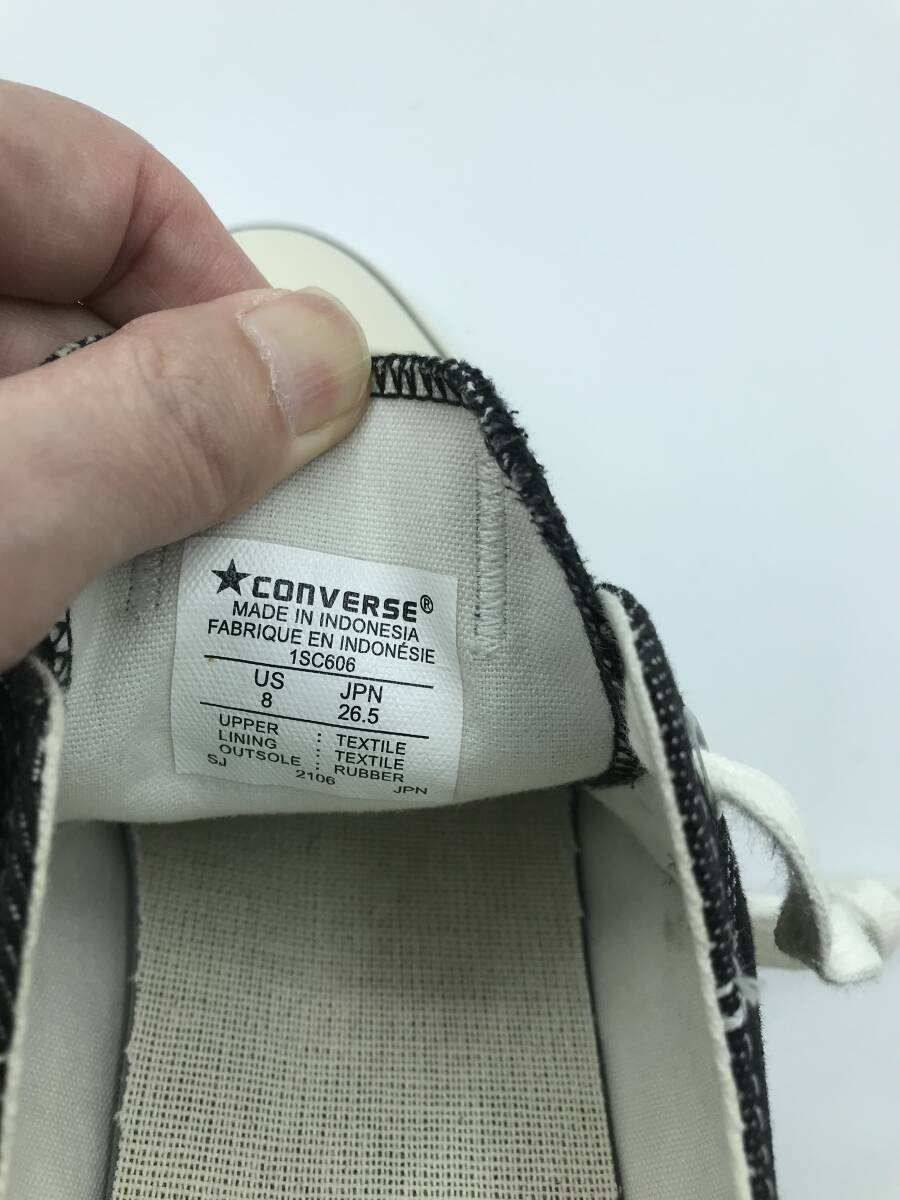 ★CONVERSE®
MADE IN INDONESIA
FABRIQUE EN INDONÉSIE
1SC606
US JPN
8 26.5
UPPER : TEXTILE
LINING : TEXTILE
OUTSOLE : RUBBER
SJ 2106 JPN